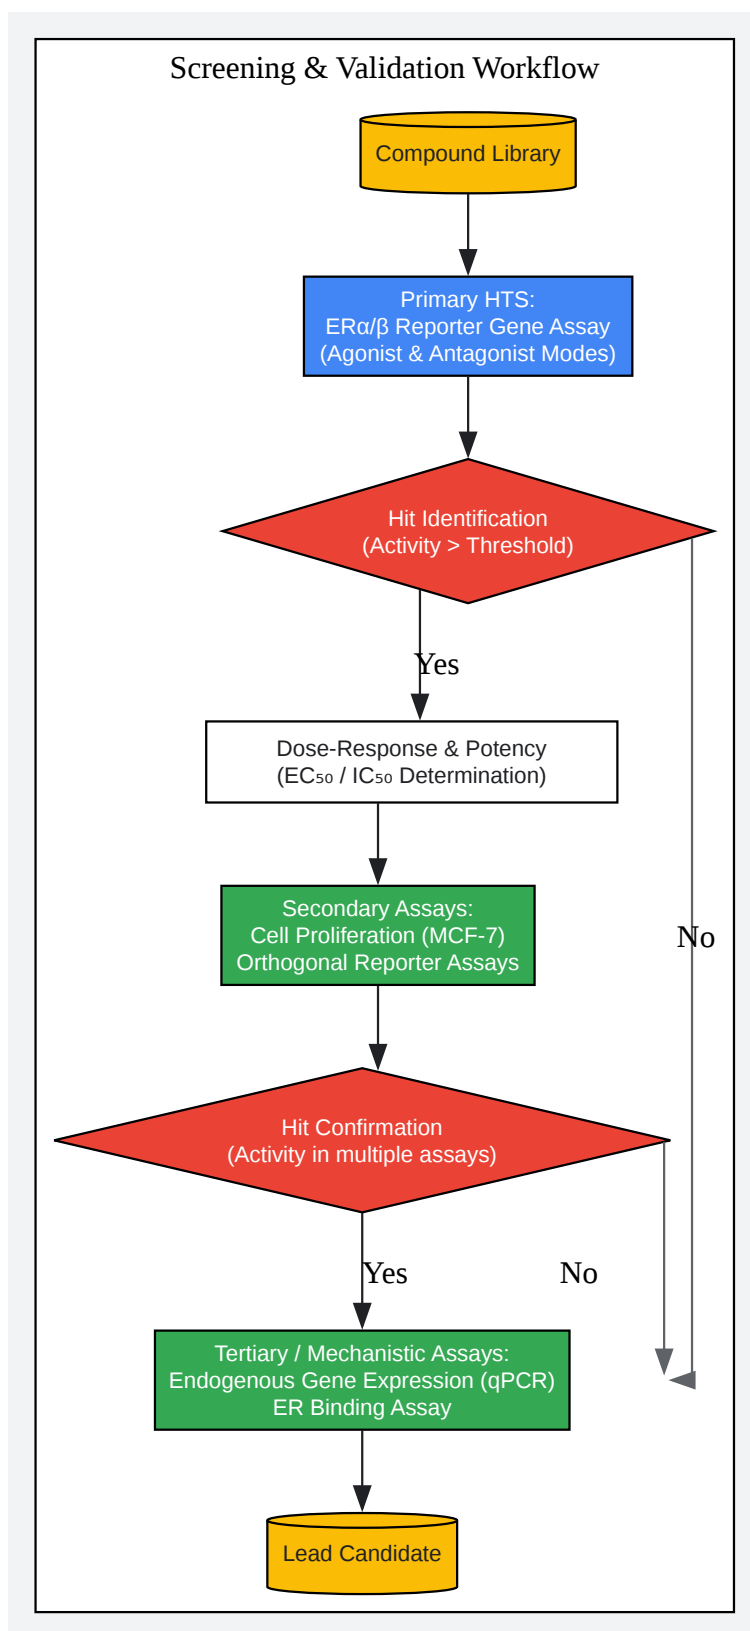 Screening & Validation Workflow
Compound Library
Primary HTS:
ERα/β Reporter Gene Assay
(Agonist & Antagonist Modes)
Hit Identification
(Activity > Threshold)
Yes
Dose-Response & Potency
(EC₅₀ / IC₅₀ Determination)
Secondary Assays:
Cell Proliferation (MCF-7)
Orthogonal Reporter Assays
No
Hit Confirmation
(Activity in multiple assays)
Yes
No
Tertiary / Mechanistic Assays:
Endogenous Gene Expression (qPCR)
ER Binding Assay
Lead Candidate